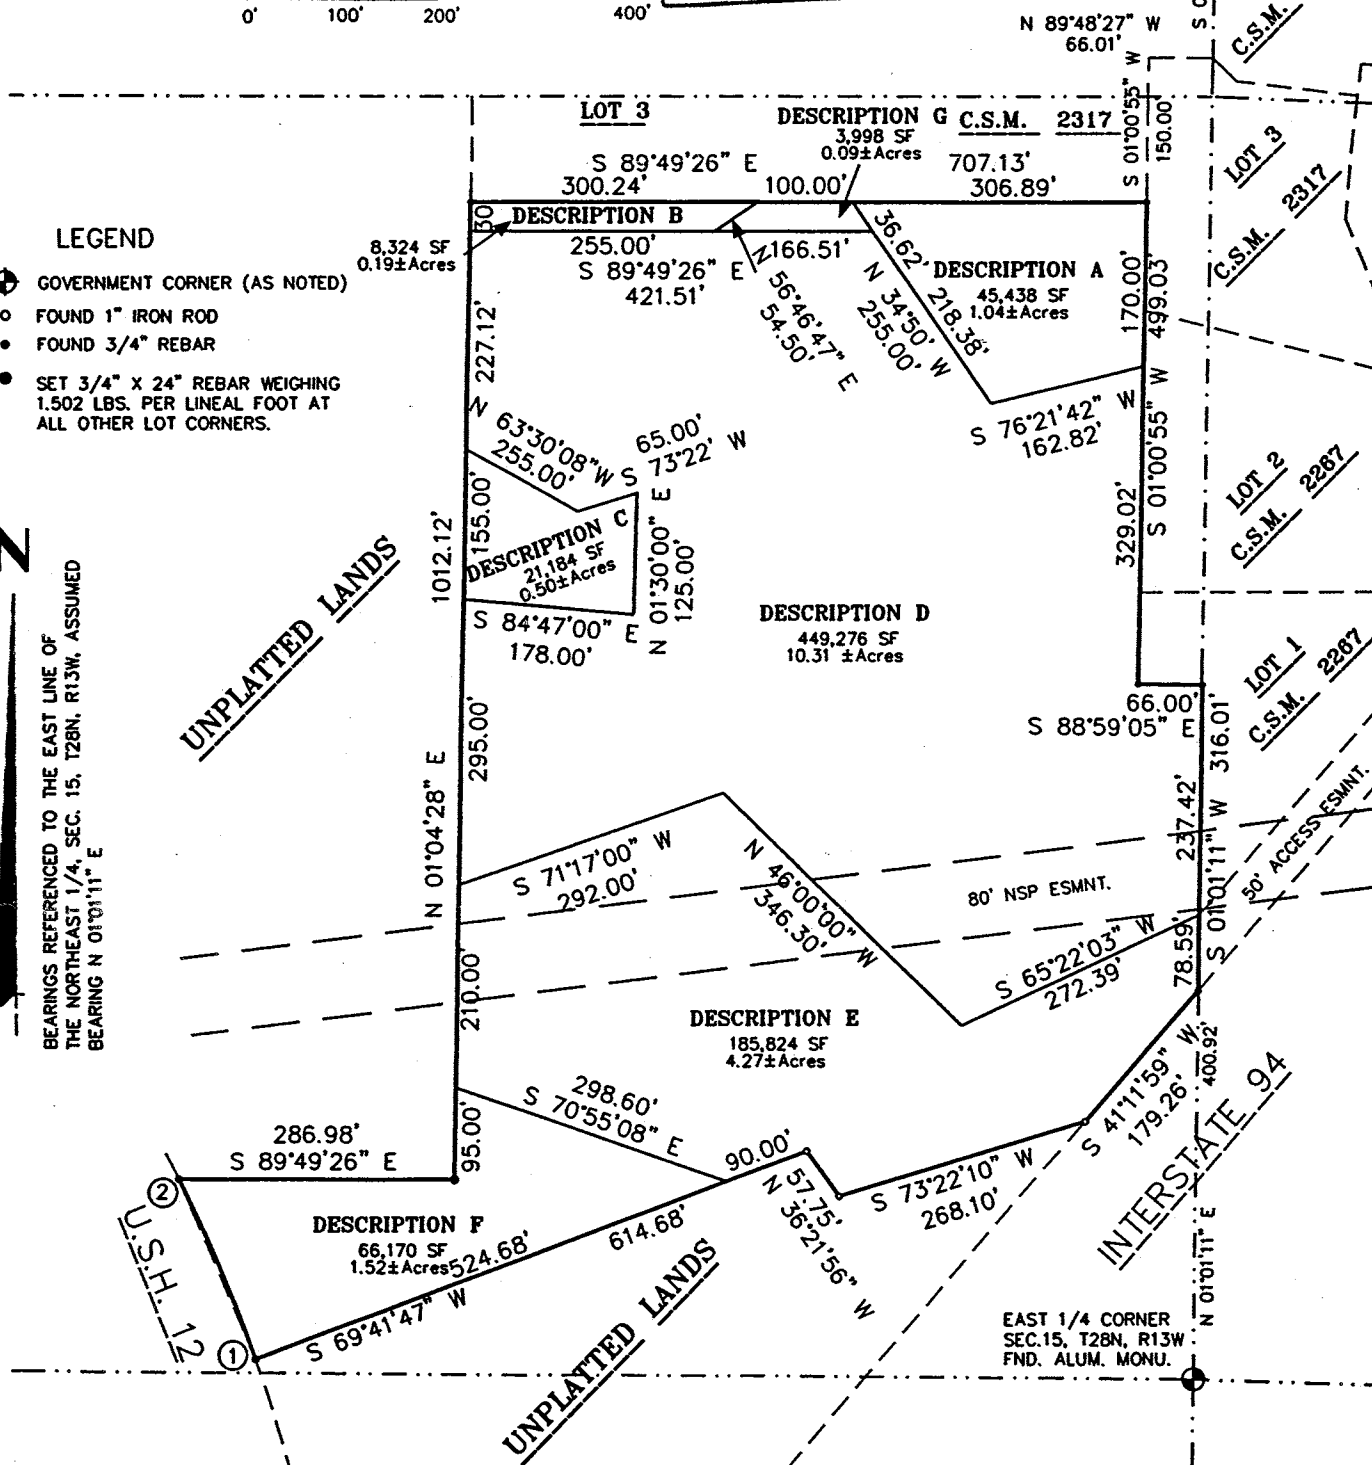 0' 100' 200' 400'
N 89°48'27" W
66.01'
S 0
C.S.M.
LOT 3
DESCRIPTION G
3,998 SF
0.09±Acres
C.S.M. 2317
S 01°00'55" W
150.00'
S 89°49'26" E
707.13'
300.24'
100.00'
306.89'
LOT 3
C.S.M. 2317
30
DESCRIPTION B
8,324 SF
0.19±Acres
255.00'
166.51'
S 89°49'26" E
421.51'
N 56°46'47" E
54.50'
36.62'
218.38'
N 34°50' W
255.00'
DESCRIPTION A
45,438 SF
1.04±Acres
170.00'
499.03'
S 76°21'42" W
162.82'
LEGEND
GOVERNMENT CORNER (AS NOTED)
FOUND 1" IRON ROD
FOUND 3/4" REBAR
SET 3/4" X 24" REBAR WEIGHING
1.502 LBS. PER LINEAL FOOT AT
ALL OTHER LOT CORNERS.
227.12'
N 63°30'08" W
255.00'
65.00'
S 73°22' W
155.00'
1012.12'
DESCRIPTION C
21,184 SF
0.50±Acres
N 01°30'00" E
125.00'
S 84°47'00" E
178.00'
329.02'
S 01°00'55" W
LOT 2
C.S.M. 2267
N
BEARINGS REFERENCED TO THE EAST LINE OF
THE NORTHEAST 1/4, SEC. 15, T28N, R13W, ASSUMED
BEARING N 01°01'11" E
UNPLATTED LANDS
DESCRIPTION D
449,276 SF
10.31 ±Acres
LOT 1
C.S.M. 2267
66.00'
S 88°59'05" E
316.01'
295.00'
N 01°04'28" E
237.42'
S 01°01'11" W
50' ACCESS ESMNT.
S 71°17'00" W
292.00'
N 46°00'00" W
346.30'
80' NSP ESMNT.
S 65°22'03" W
272.39'
78.59'
210.00'
DESCRIPTION E
185,824 SF
4.27±Acres
298.60'
S 70°55'08" E
400.92'
S 41°11'59" W
179.26'
INTERSTATE 94
286.98'
S 89°49'26" E
95.00'
90.00'
57.75'
N 36°21'56" W
S 73°22'10" W
268.10'
2
U.S.H. 12
DESCRIPTION F
66,170 SF
1.52±Acres
524.68'
614.68'
S 69°41'47" W
1
UNPLATTED LANDS
N 01°01'11" E
EAST 1/4 CORNER
SEC.15, T28N, R13W
FND. ALUM. MONU.